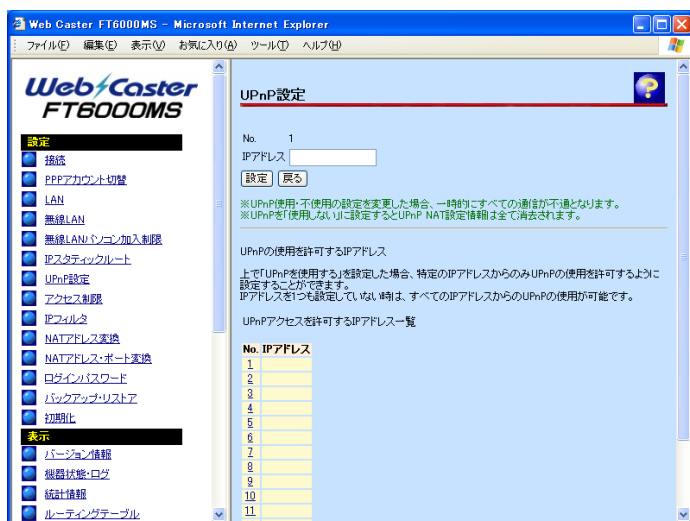 Web Caster FT6000MS - Microsoft Internet Explorer
ファイル(F) 編集(E) 表示(V) お気に入り(A) ツール(T) ヘルプ(H)
Web Caster
FT6000MS
設定
接続
PPPアカウント切替
LAN
無線LAN
無線LANパソコン加入制限
IPスタティックルート
UPnP設定
アクセス制限
IPフィルタ
NATアドレス変換
NATアドレス・ポート変換
ログインパスワード
バックアップ・リストア
初期化
表示
バージョン情報
機器状態・ログ
統計情報
ルーティングテーブル
UPnP設定
?
No. 1
IPアドレス
設定 戻る
※UPnP使用・不使用の設定を変更した場合、一時的にすべての通信が不通となります。
※UPnPを「使用しない」に設定するとUPnP NAT設定情報は全て消去されます。
UPnPの使用を許可するIPアドレス
上で「UPnPを使用する」を設定した場合、特定のIPアドレスからのみUPnPの使用を許可するように
設定することができます。
IPアドレスを1つも設定していない時は、すべてのIPアドレスからのUPnPの使用が可能です。
UPnPアクセスを許可するIPアドレス一覧
No. IPアドレス
1
2
3
4
5
6
7
8
9
10
11